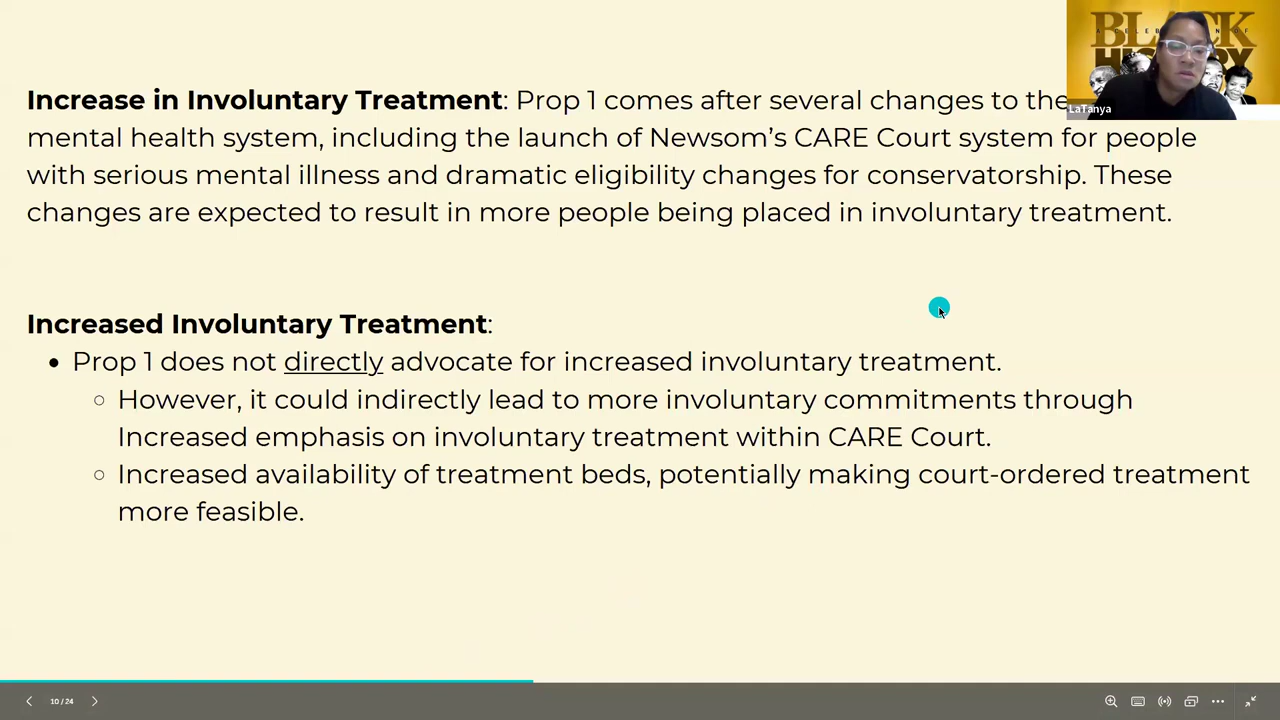 BLACK
A CELEBRATION OF
HISTORY
LaTanya
Increase in Involuntary Treatment: Prop 1 comes after several changes to the
mental health system, including the launch of Newsom’s CARE Court system for people
with serious mental illness and dramatic eligibility changes for conservatorship. These
changes are expected to result in more people being placed in involuntary treatment.
Increased Involuntary Treatment:
• Prop 1 does not directly advocate for increased involuntary treatment.
○ However, it could indirectly lead to more involuntary commitments through
Increased emphasis on involuntary treatment within CARE Court.
○ Increased availability of treatment beds, potentially making court-ordered treatment
more feasible.
10 / 24